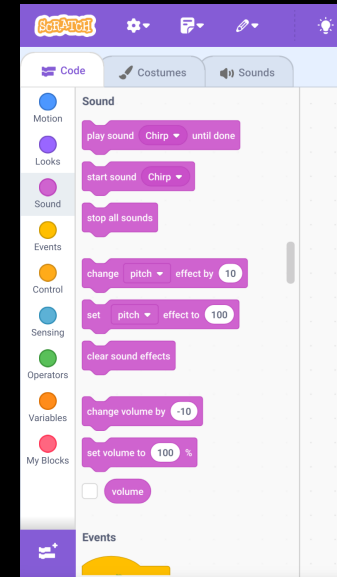 SCRATCH
Code
Costumes
Sounds
Motion
Looks
Sound
Events
Control
Sensing
Operators
Variables
My Blocks
Sound
play sound Chirp until done
start sound Chirp
stop all sounds
change pitch effect by 10
set pitch effect to 100
clear sound effects
change volume by -10
set volume to 100 %
volume
Events